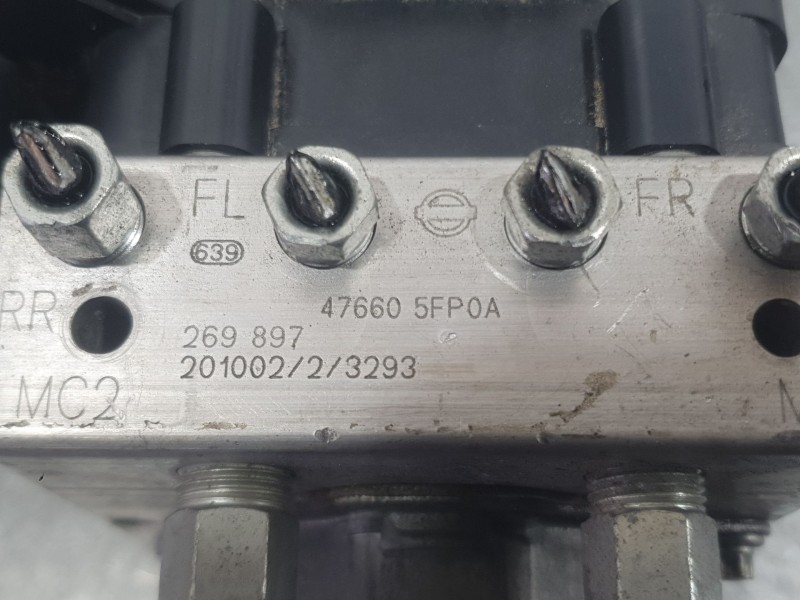 FL FR
639
47660 5FP0A
RR
269 897
201002/2/3293
MC2 M